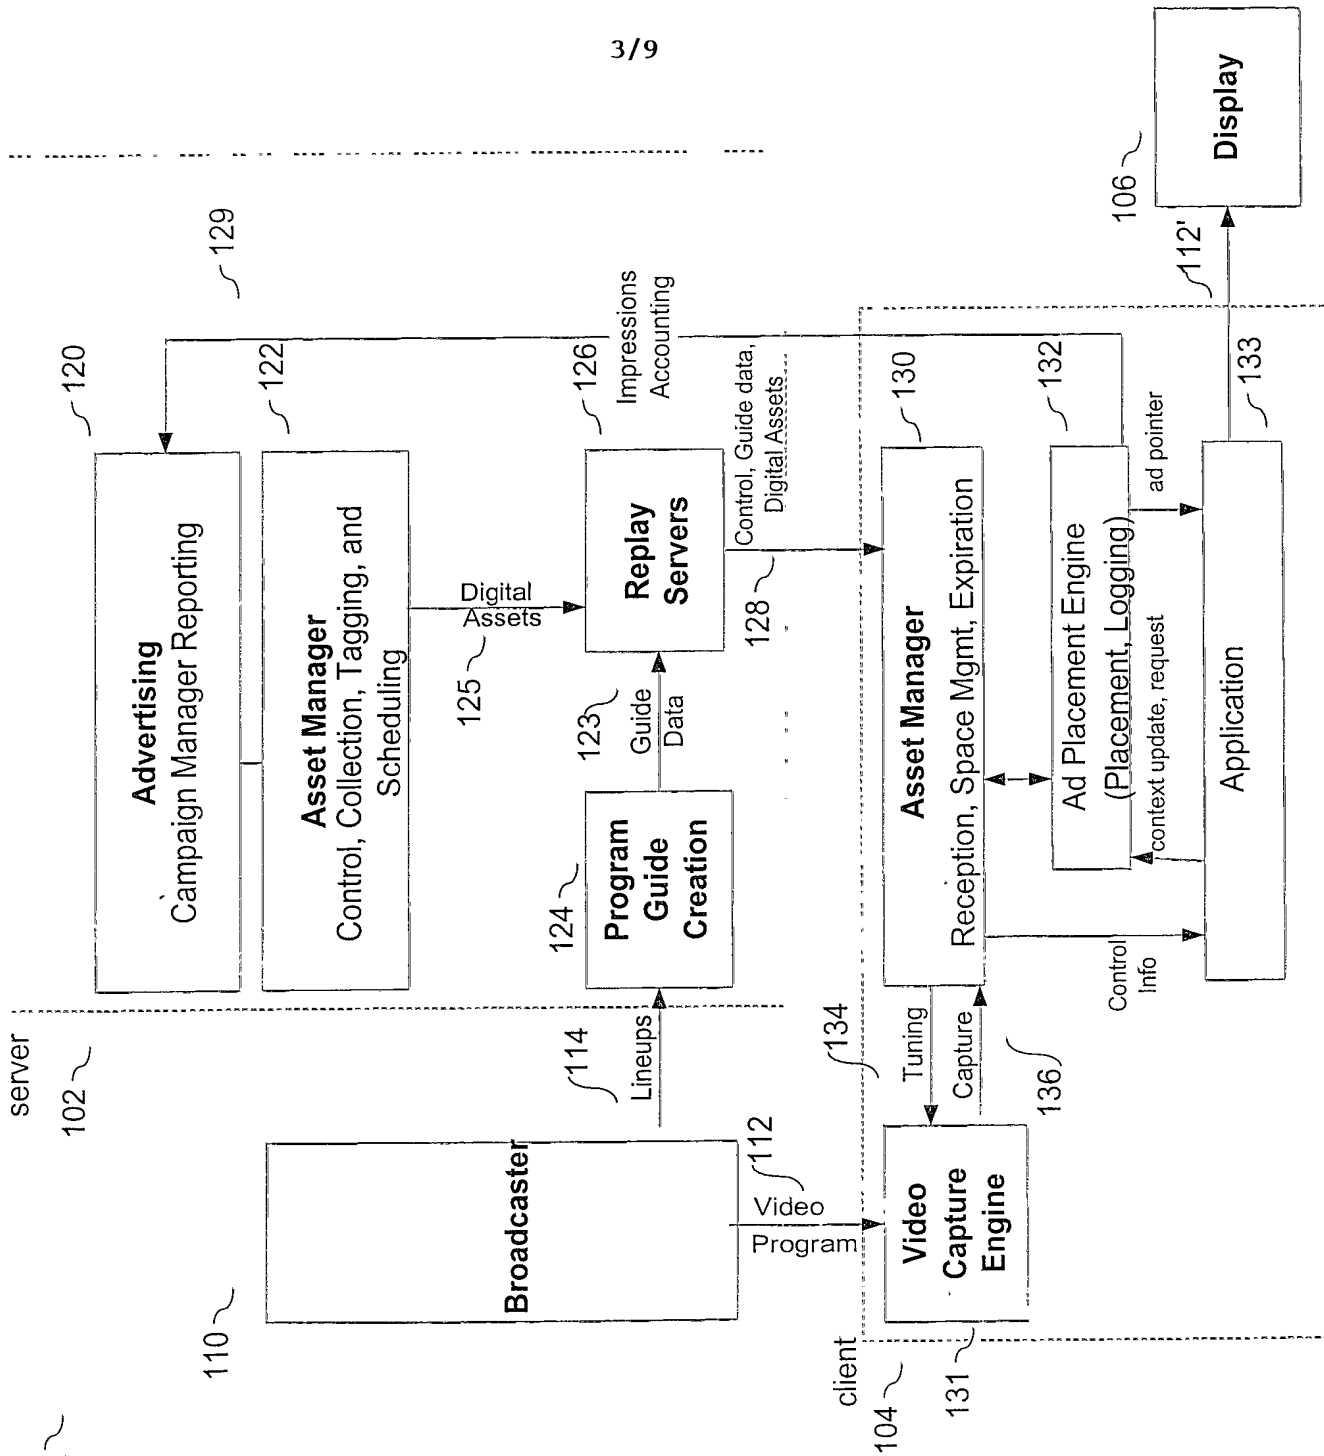 3/9
server
102
120
Advertising
Campaign Manager Reporting
122
Asset Manager
Control, Collection, Tagging, and
Scheduling
129
110
Broadcaster
114
Lineups
124
Program
Guide
Creation
123
Guide
Data
125
Digital
Assets
126
Replay
Servers
Impressions
Accounting
128
Control, Guide data,
Digital Assets
112
Video
Program
client
104
131
Video
Capture
Engine
134
Tuning
Capture
136
130
Asset Manager
Reception, Space Mgmt, Expiration
132
Ad Placement Engine
(Placement, Logging)
context update, request
ad pointer
Control
Info
133
Application
112'
106
Display